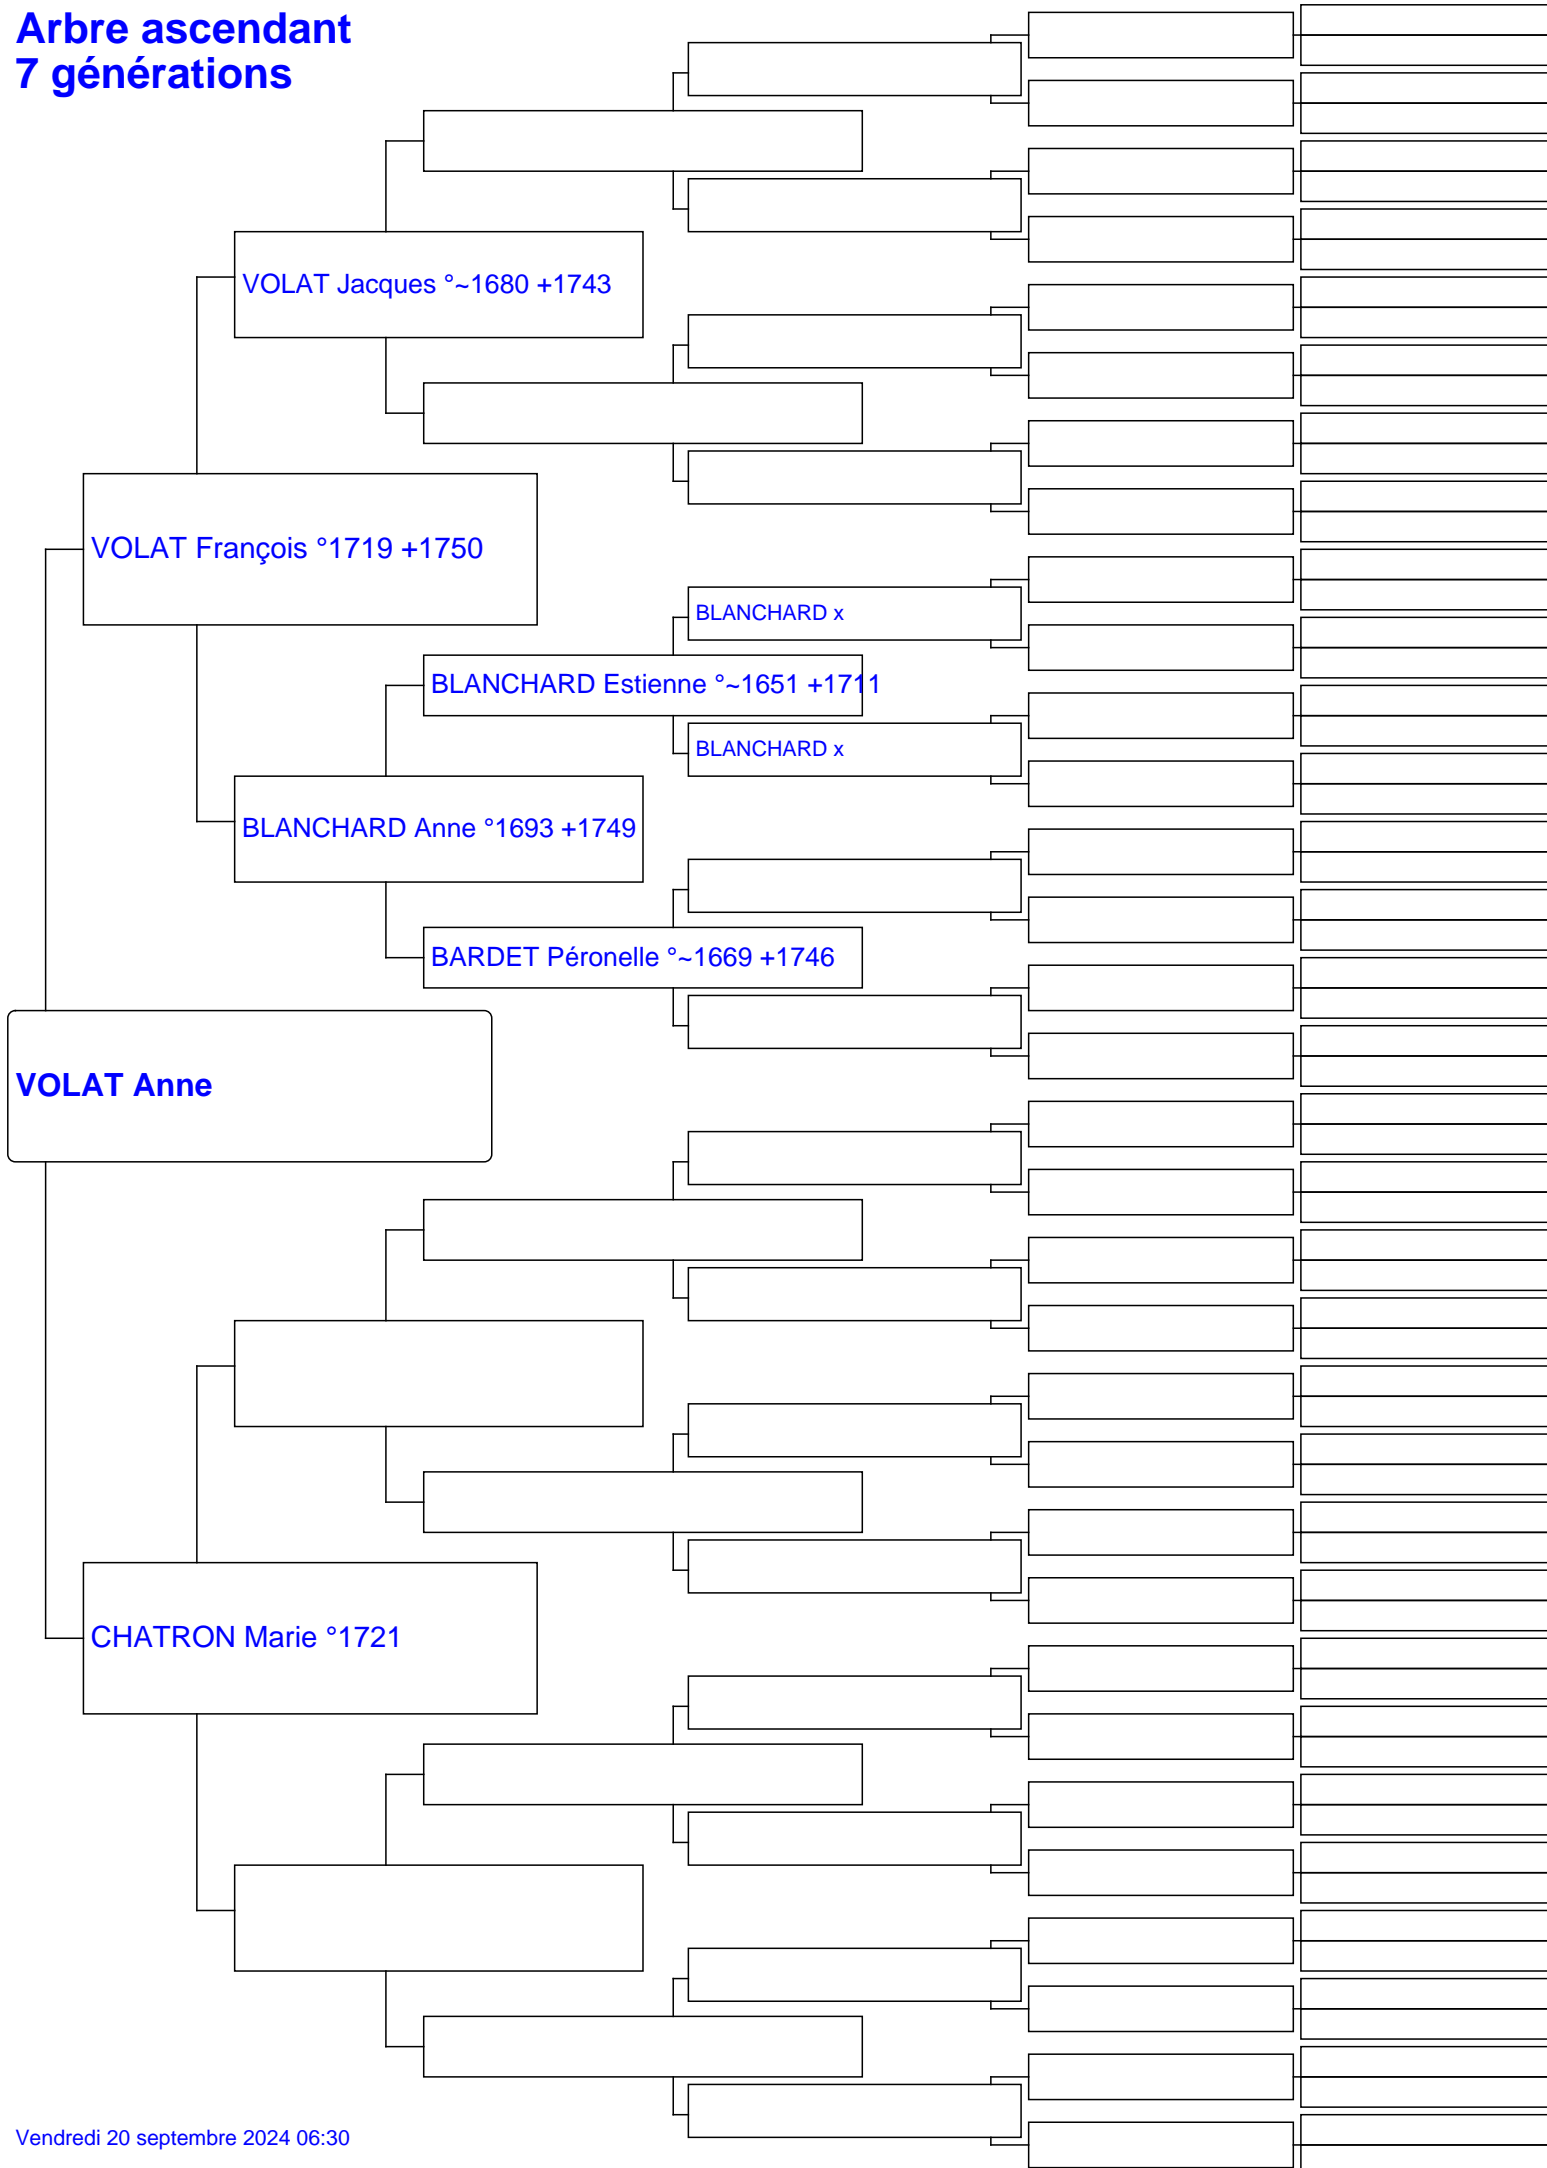 Arbre ascendant
7 générations
VOLAT Jacques °~1680 +1743
VOLAT François °1719 +1750
BLANCHARD x
BLANCHARD Estienne °~1651 +1711
BLANCHARD x
BLANCHARD Anne °1693 +1749
BARDET Péronelle °~1669 +1746
VOLAT Anne
CHATRON Marie °1721
Vendredi 20 septembre 2024 06:30